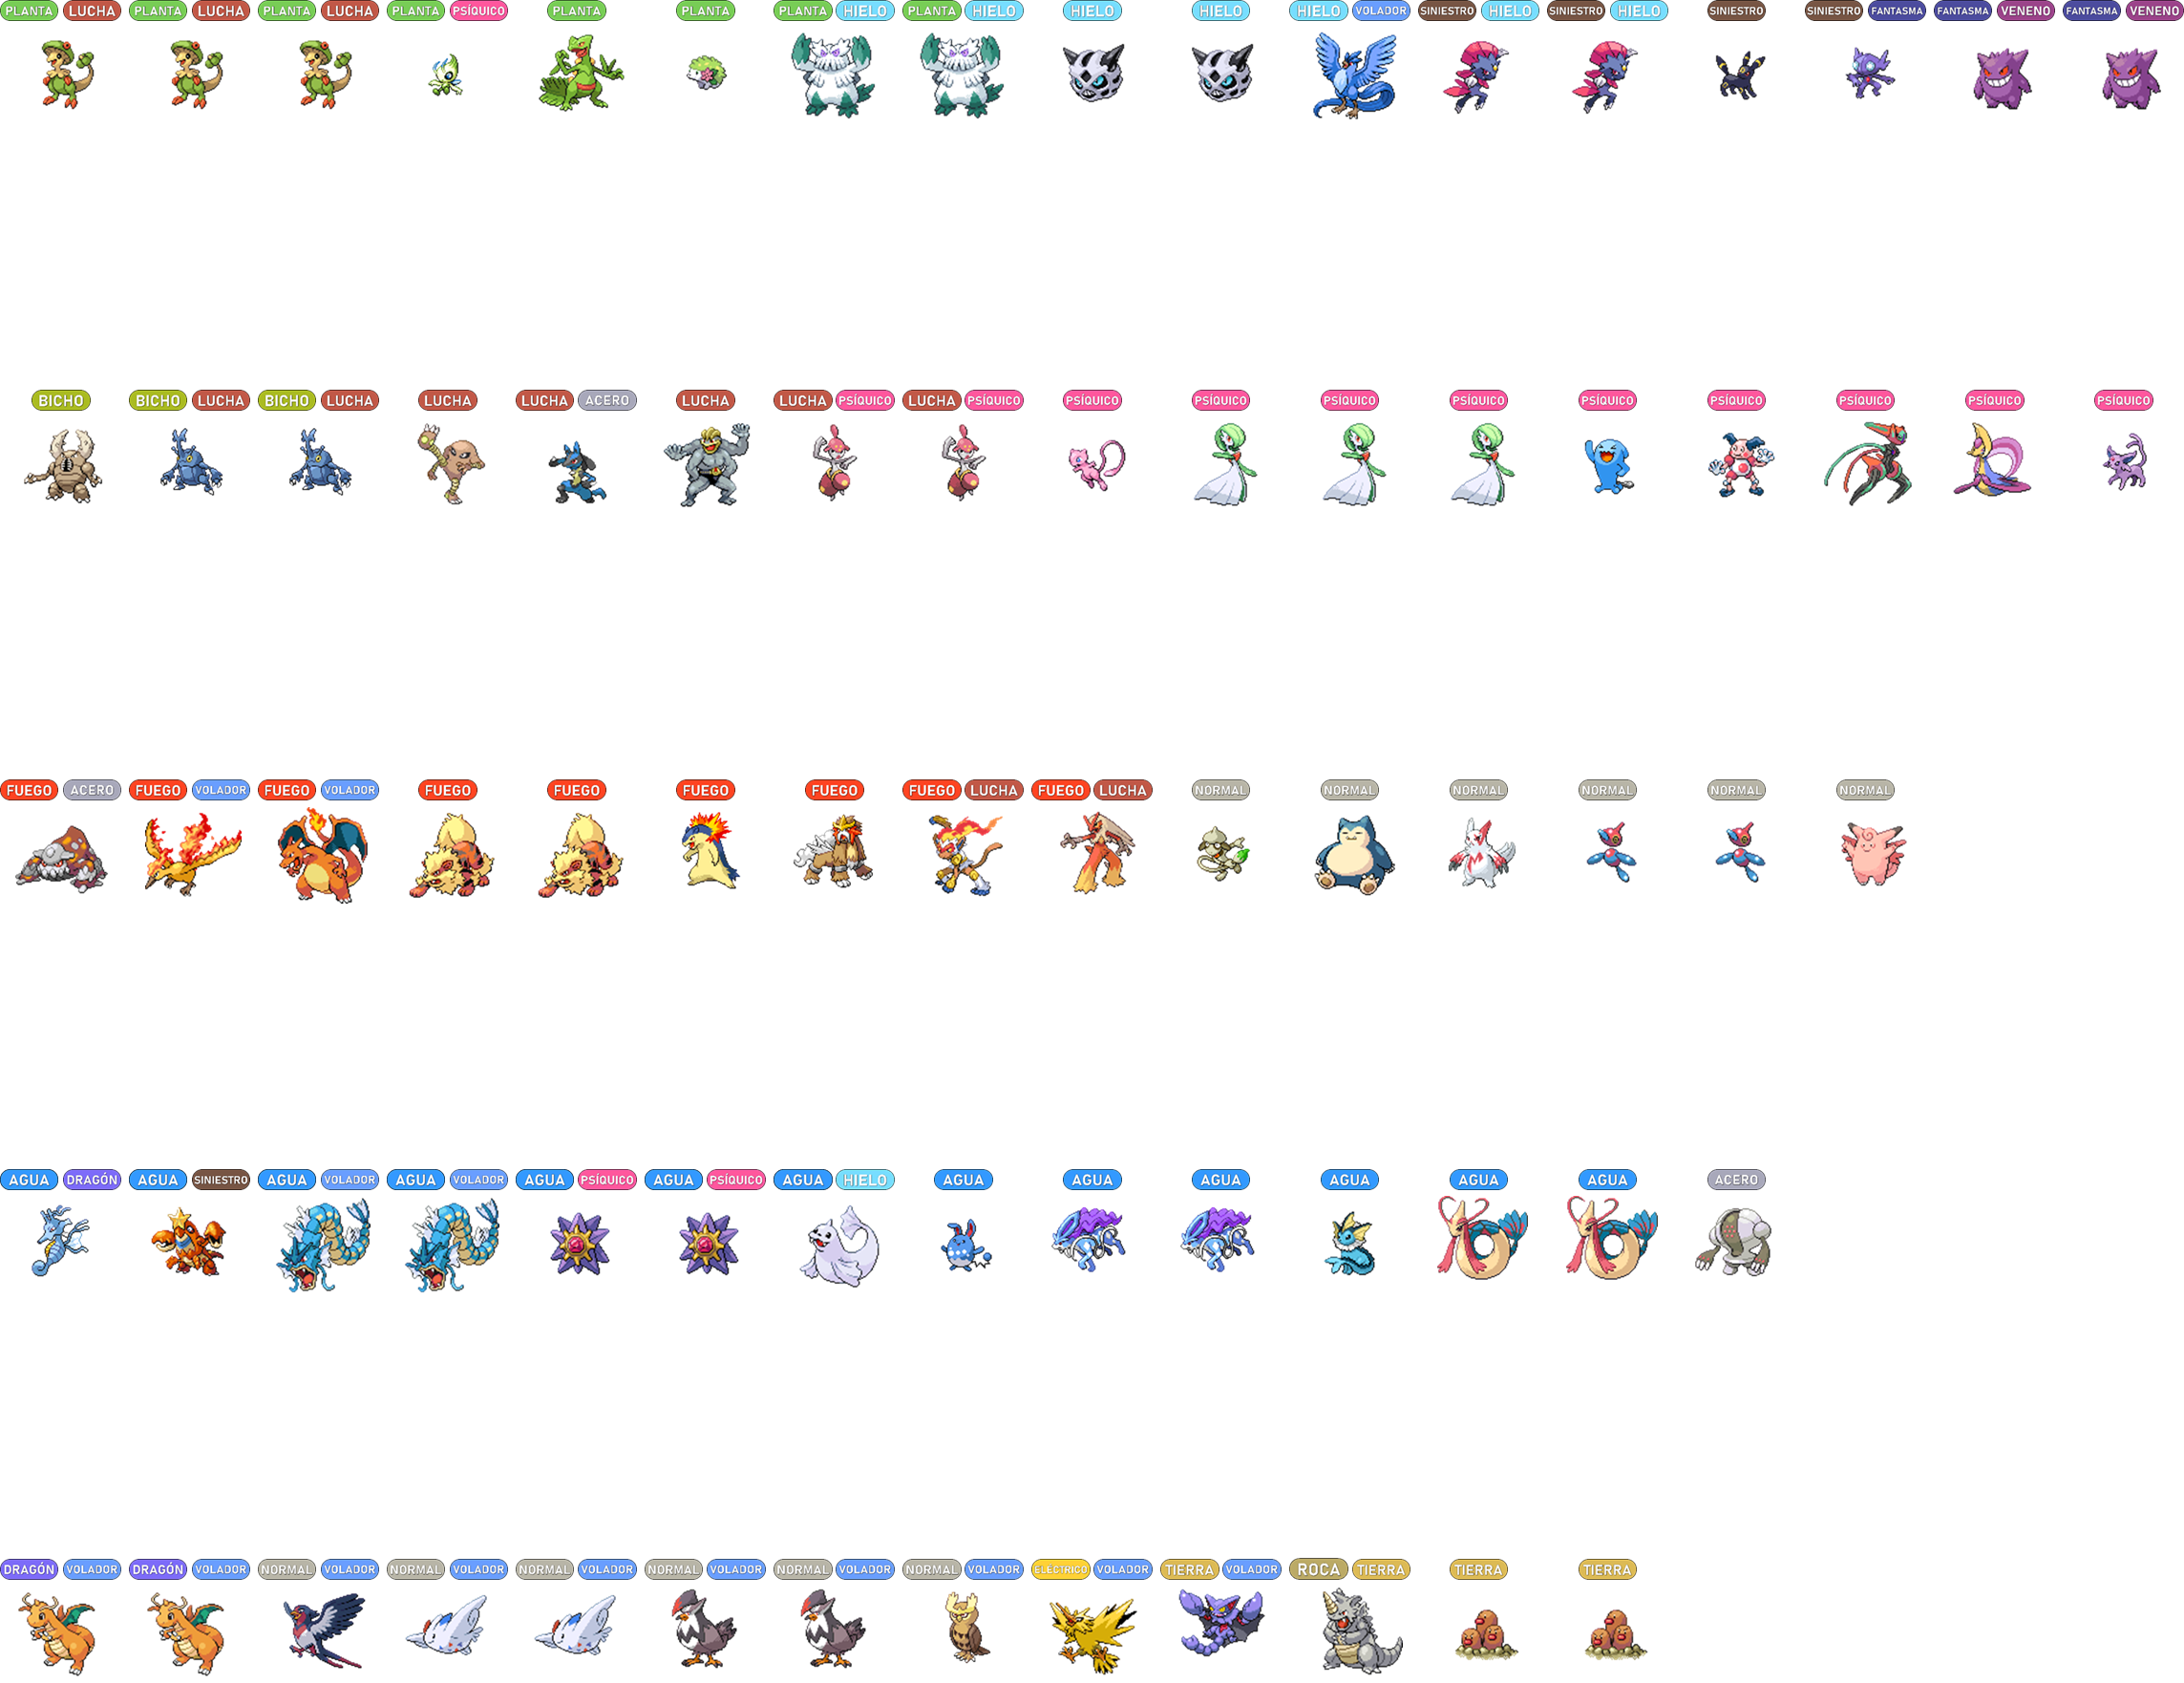 PLANTA LUCHA PLANTA LUCHA PLANTA LUCHA PLANTA PSÍQUICO PLANTA PLANTA PLANTA HIELO PLANTA HIELO HIELO HIELO HIELO VOLADOR SINIESTRO HIELO SINIESTRO HIELO SINIESTRO SINIESTRO FANTASMA FANTASMA VENENO FANTASMA VENENO
BICHO BICHO LUCHA BICHO LUCHA LUCHA LUCHA ACERO LUCHA LUCHA PSÍQUICO LUCHA PSÍQUICO PSÍQUICO PSÍQUICO PSÍQUICO PSÍQUICO PSÍQUICO PSÍQUICO PSÍQUICO PSÍQUICO PSÍQUICO
FUEGO ACERO FUEGO VOLADOR FUEGO VOLADOR FUEGO FUEGO FUEGO FUEGO FUEGO LUCHA FUEGO LUCHA NORMAL NORMAL NORMAL NORMAL NORMAL NORMAL
AGUA DRAGÓN AGUA SINIESTRO AGUA VOLADOR AGUA VOLADOR AGUA PSÍQUICO AGUA PSÍQUICO AGUA HIELO AGUA AGUA AGUA AGUA AGUA AGUA ACERO
DRAGÓN VOLADOR DRAGÓN VOLADOR NORMAL VOLADOR NORMAL VOLADOR NORMAL VOLADOR NORMAL VOLADOR NORMAL VOLADOR NORMAL VOLADOR ELÉCTRICO VOLADOR TIERRA VOLADOR ROCA TIERRA TIERRA TIERRA